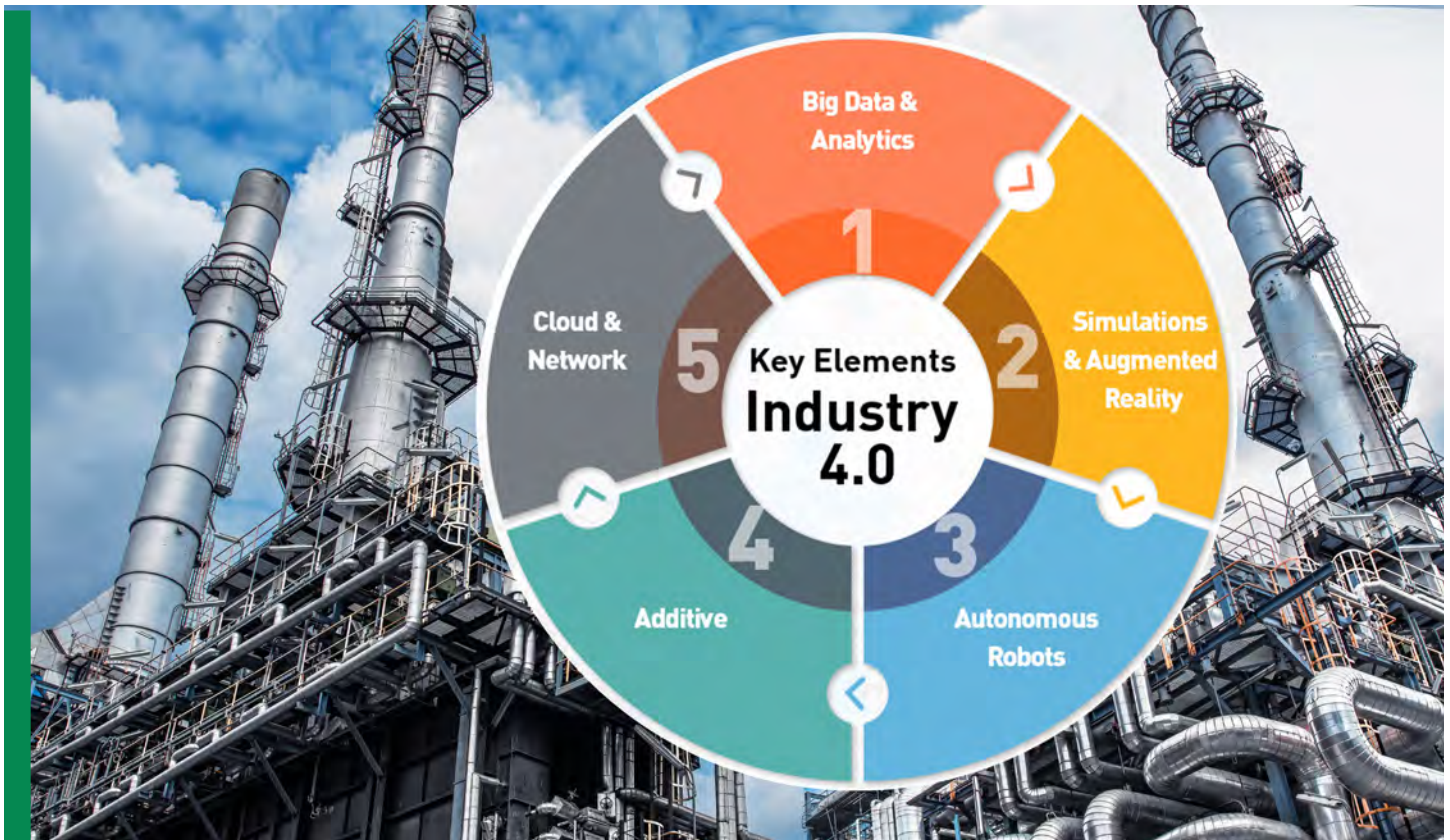 Big Data &
Analytics
1
Simulations
& Augmented
Reality
2
Autonomous
Robots
3
Additive
4
Cloud &
Network
5
Key Elements
Industry
4.0